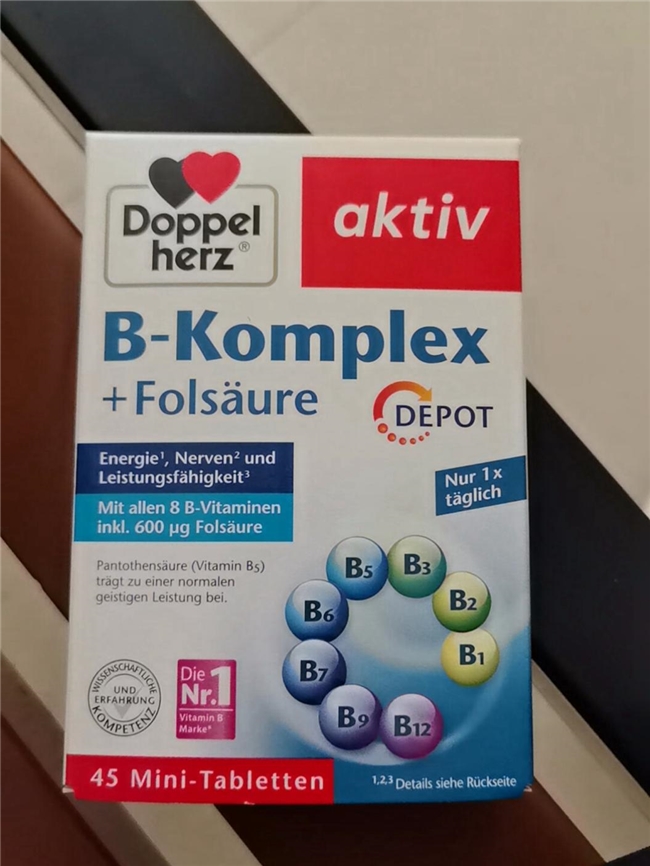 Doppel
herz®
aktiv
B-Komplex
+ Folsäure
DEPOT
Energie¹, Nerven² und
Leistungsfähigkeit³
Nur 1x
täglich
Mit allen 8 B-Vitaminen
inkl. 600 µg Folsäure
Pantothensäure (Vitamin B5)
trägt zu einer normalen
geistigen Leistung bei.
B5
B3
B6
B2
B7
B1
B9
B12
WISSENSCHAFTLICHE
UND
ERFAHRUNG
KOMPETENZ
Die
Nr.1
Vitamin B
Marke*
45 Mini-Tabletten
1,2,3 Details siehe Rückseite